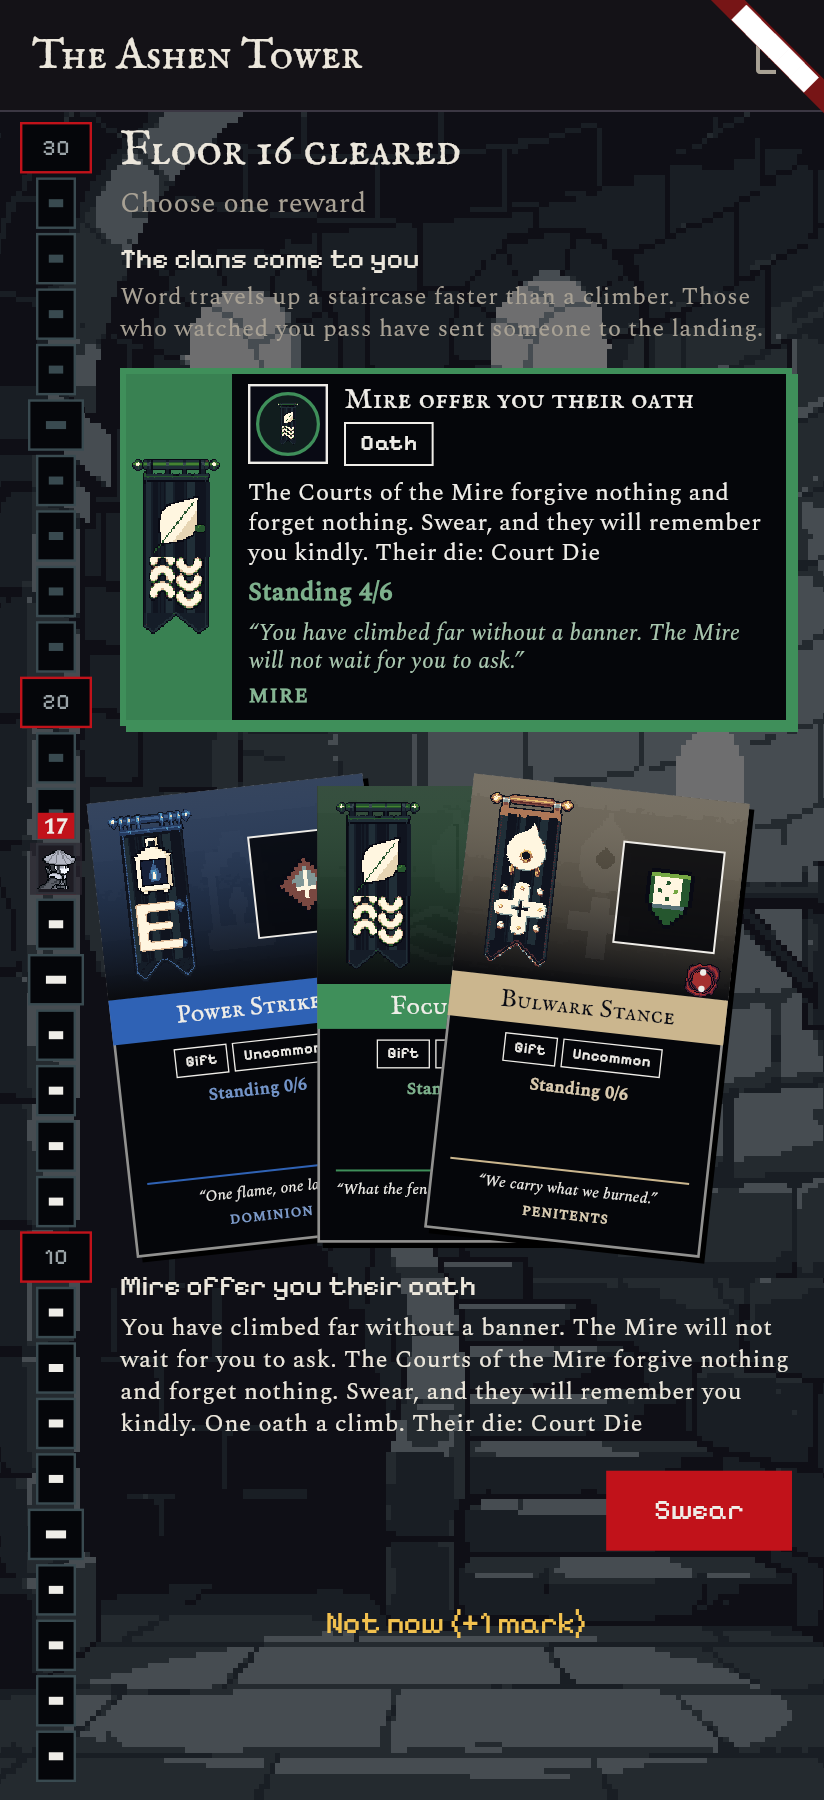 The Ashen Tower
30
Floor 16 cleared
Choose one reward
The clans come to you
Word travels up a staircase faster than a climber. Those
who watched you pass have sent someone to the landing.
Mire offer you their oath
Oath
The Courts of the Mire forgive nothing and
forget nothing. Swear, and they will remember
you kindly. Their die: Court Die
Standing 4/6
“You have climbed far without a banner. The Mire
will not wait for you to ask.”
MIRE
20
17
Power Strike
Gift
Uncommon
Standing 0/6
“One flame, one
DOMINION
Gift
“What the
Bulwark Stance
Gift
Uncommon
Standing 0/6
“We carry what we burned.”
PENITENTS
10
Mire offer you their oath
You have climbed far without a banner. The Mire will not
wait for you to ask. The Courts of the Mire forgive nothing
and forget nothing. Swear, and they will remember you
kindly. One oath a climb. Their die: Court Die
Swear
Not now (+1 mark)